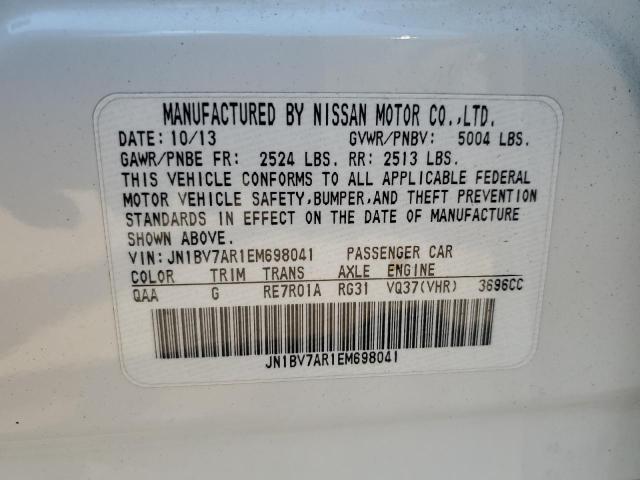 MANUFACTURED BY NISSAN MOTOR CO.,LTD.
DATE: 10/13 GVWR/PNBV: 5004 LBS.
GAWR/PNBE FR: 2524 LBS. RR: 2513 LBS.
THIS VEHICLE CONFORMS TO ALL APPLICABLE FEDERAL
MOTOR VEHICLE SAFETY,BUMPER,AND THEFT PREVENTION
STANDARDS IN EFFECT ON THE DATE OF MANUFACTURE
SHOWN ABOVE.
VIN: JN1BV7AR1EM698041 PASSENGER CAR
COLOR TRIM TRANS AXLE ENGINE
QAA G RE7R01A RG31 VQ37(VHR) 3696CC
JN1BV7AR1EM698041